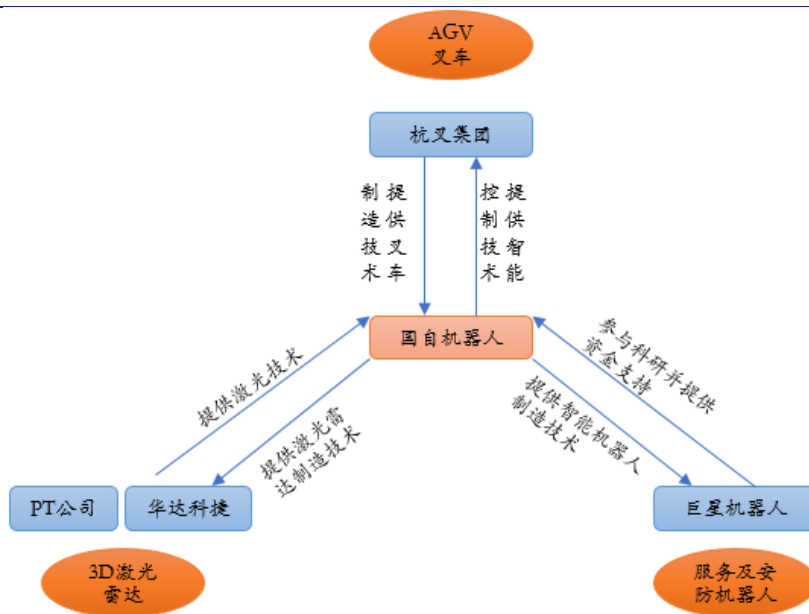 AGV
叉车
杭叉集团
提供叉车
制造技术
提供智能
控制技术
国自机器人
提供激光技术
提供激光雷
达制造技术
参与科研并提供
资金支持
提供智能机器人
制造技术
PT公司
华达科捷
巨星机器人
3D激光
雷达
服务及安
防机器人